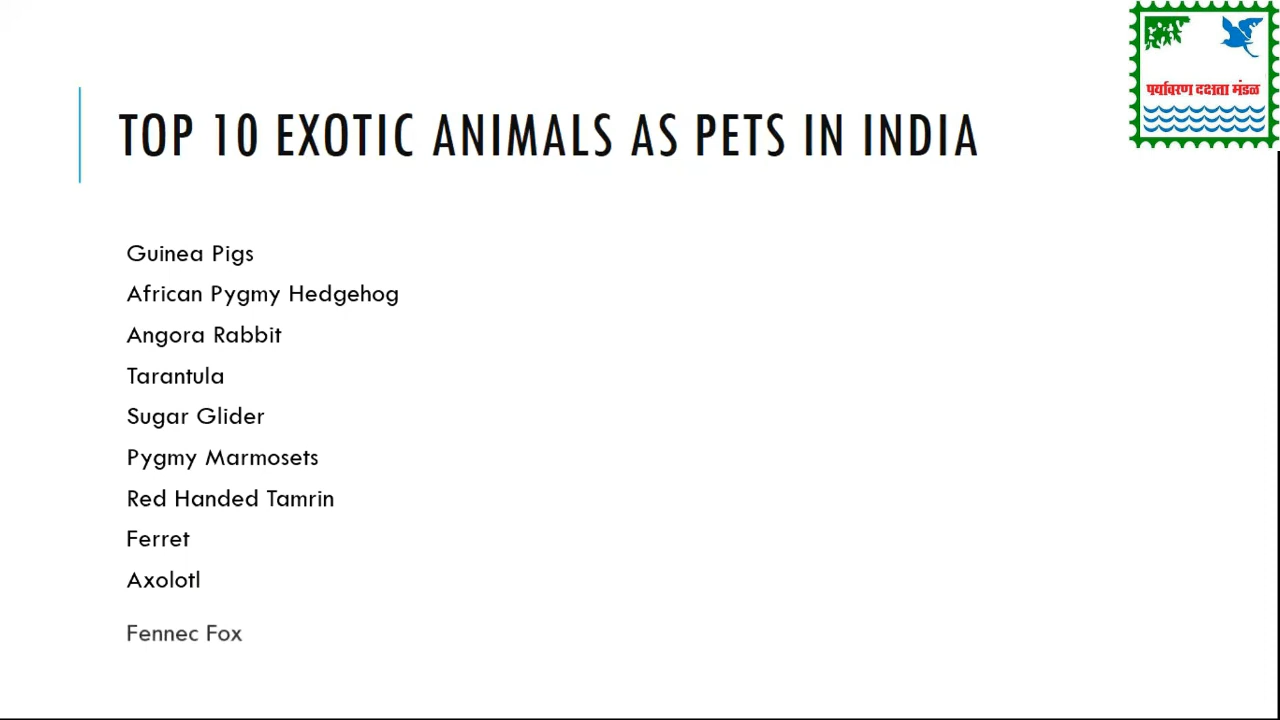 पर्यावरण दक्षता मंडळ
TOP 10 EXOTIC ANIMALS AS PETS IN INDIA
Guinea Pigs
African Pygmy Hedgehog
Angora Rabbit
Tarantula
Sugar Glider
Pygmy Marmosets
Red Handed Tamrin
Ferret
Axolotl
Fennec Fox